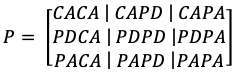 CACA | CAPD | CAPA
P = PDCA | PDPD |PDPA
PACA | PAPD |PAPA